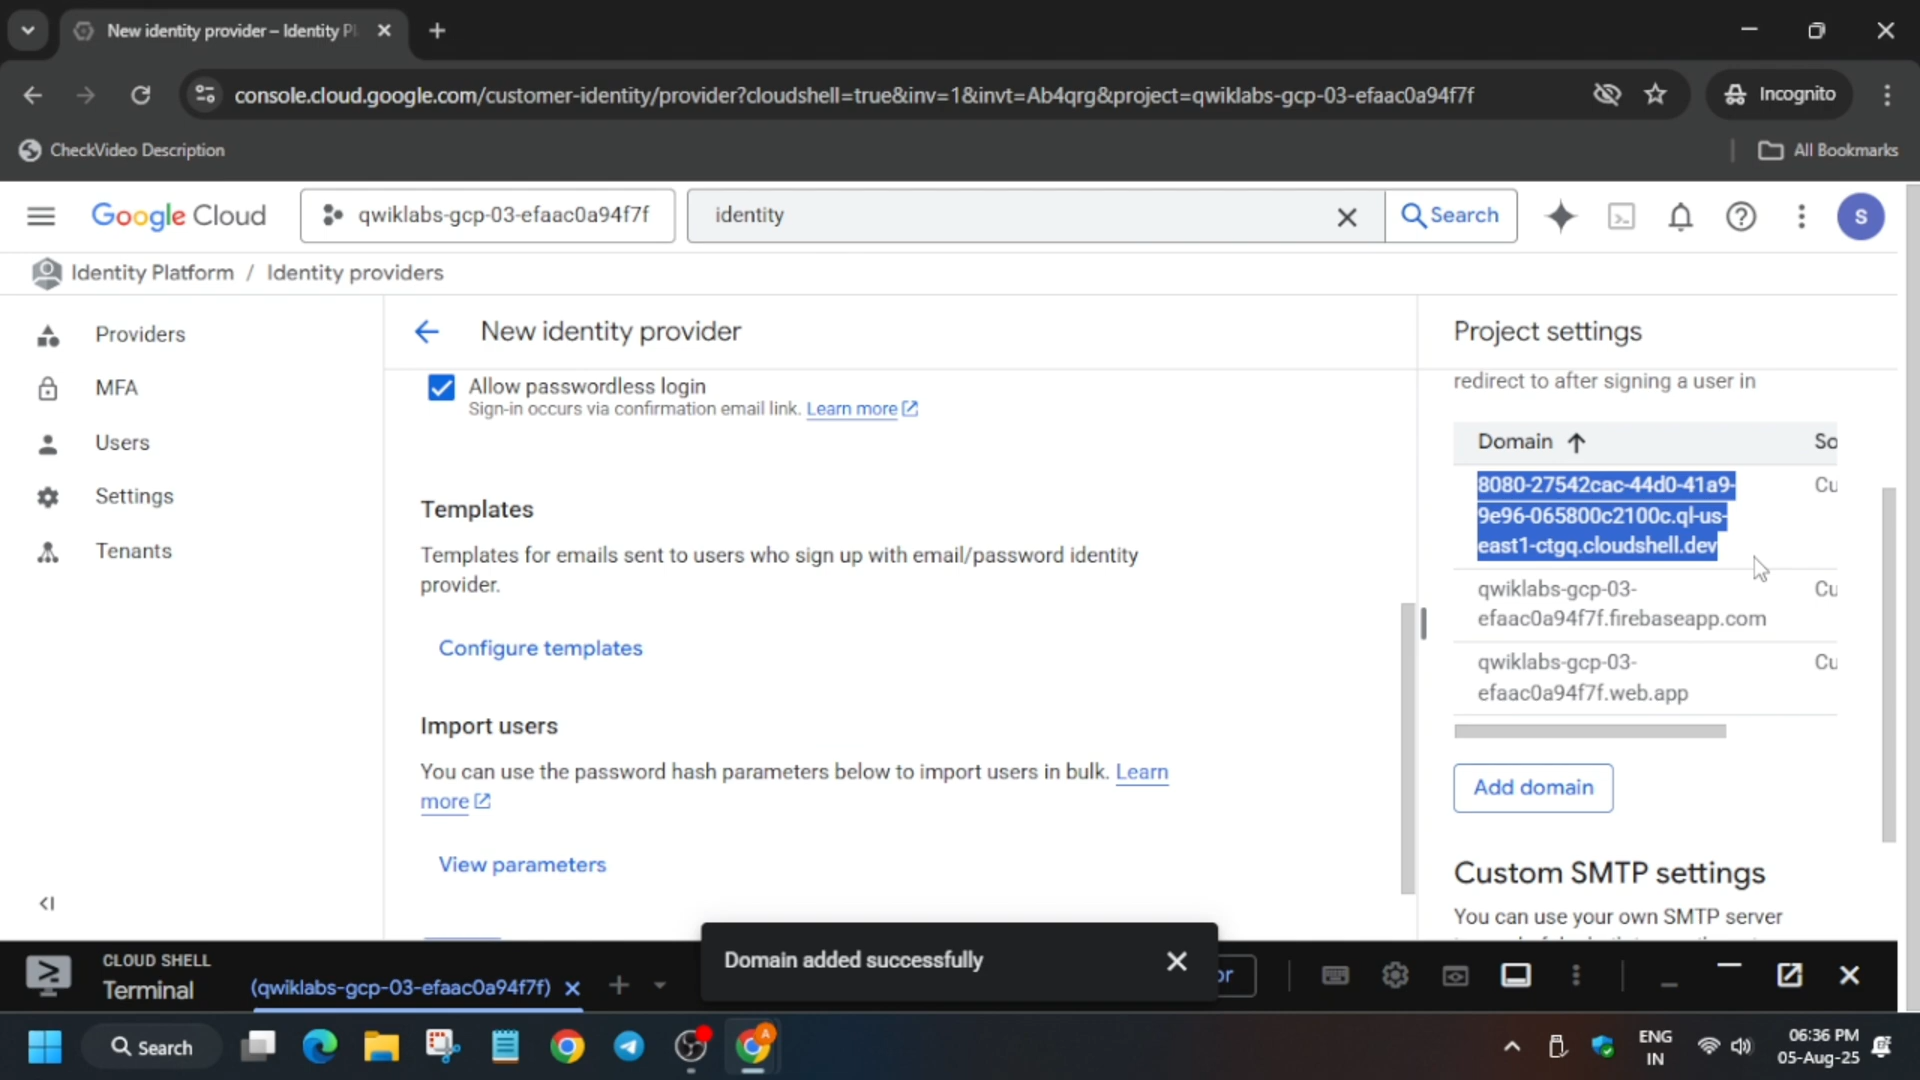 New identity provider – Identity Pl
console.cloud.google.com/customer-identity/provider?cloudshell=true&inv=1&invt=Ab4qrg&project=qwiklabs-gcp-03-efaac0a94f7f
Incognito
CheckVideo Description
All Bookmarks
Google Cloud
qwiklabs-gcp-03-efaac0a94f7f
identity
Search
S
Identity Platform / Identity providers
Providers
MFA
Users
Settings
Tenants
New identity provider
Allow passwordless login
Sign-in occurs via confirmation email link. Learn more
Templates
Templates for emails sent to users who sign up with email/password identity
provider.
Configure templates
Import users
You can use the password hash parameters below to import users in bulk. Learn
more
View parameters
Project settings
redirect to after signing a user in
Domain
So
8080-27542cac-44d0-41a9-
9e96-065800c2100c.ql-us-
east1-ctgq.cloudshell.dev
Cu
qwiklabs-gcp-03-
efaac0a94f7f.firebaseapp.com
Cu
qwiklabs-gcp-03-
efaac0a94f7f.web.app
Cu
Add domain
Custom SMTP settings
You can use your own SMTP server
Domain added successfully
CLOUD SHELL
Terminal
(qwiklabs-gcp-03-efaac0a94f7f)
or
Search
ENG
IN
06:36 PM
05-Aug-25